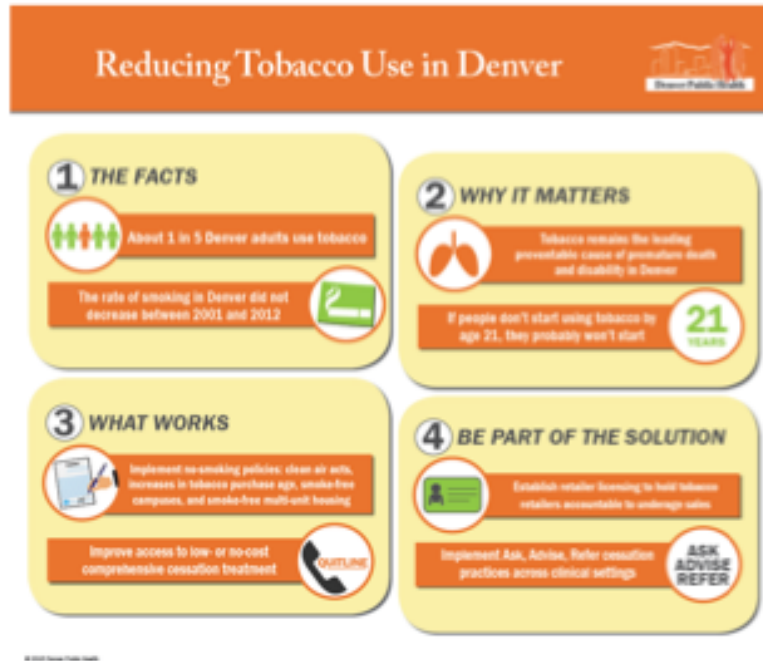 Reducing Tobacco Use in Denver
Denver Public Health
1 THE FACTS
About 1 in 5 Denver adults use tobacco
The rate of smoking in Denver did not
decrease between 2001 and 2012
2 WHY IT MATTERS
Tobacco remains the leading
preventable cause of premature death
and disability in Denver
If people don't start using tobacco by
age 21, they probably won't start
21
YEARS
3 WHAT WORKS
Implement no-smoking policies: clean air acts,
increases in tobacco purchase age, smoke-free
campuses, and smoke-free multi-unit housing
Improve access to low- or no-cost
comprehensive cessation treatment
QUITLINE
4 BE PART OF THE SOLUTION
Establish retailer licensing to hold tobacco
retailers accountable to underage sales
Implement Ask, Advise, Refer cessation
practices across clinical settings
ASK
ADVISE
REFER
Denver Public Health